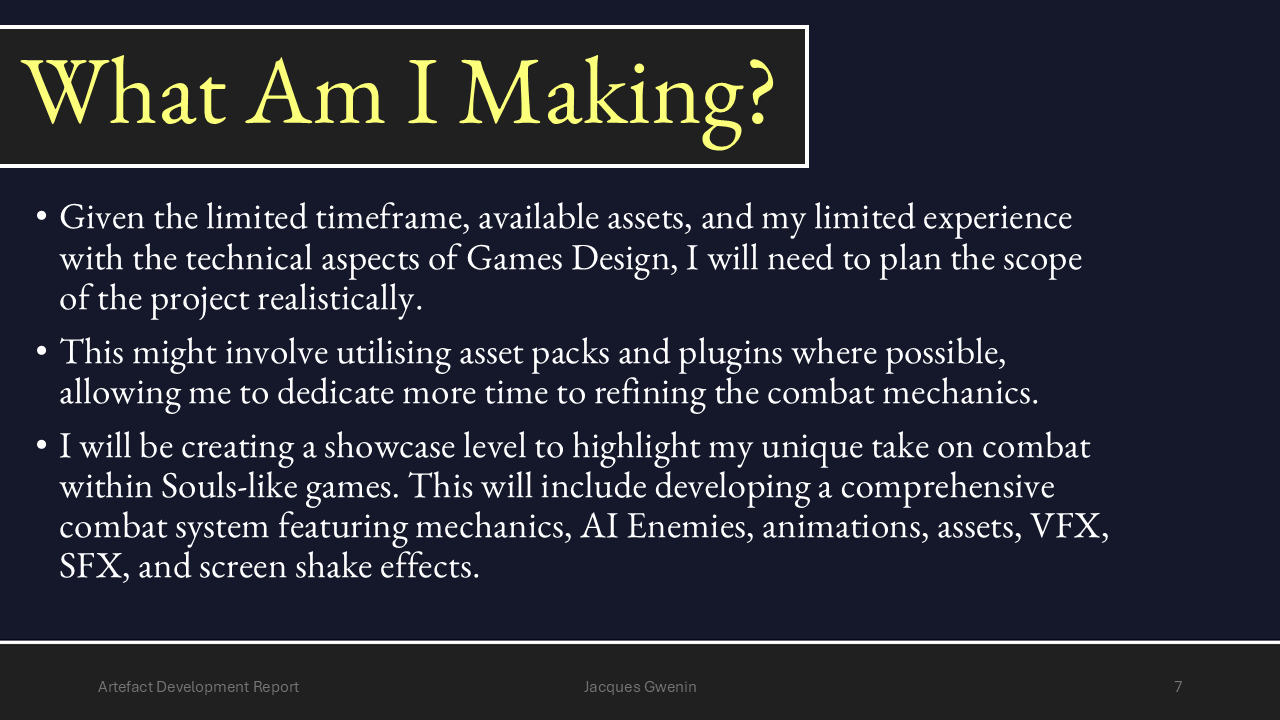 What Am I Making?
• Given the limited timeframe, available assets, and my limited experience
with the technical aspects of Games Design, I will need to plan the scope
of the project realistically.
• This might involve utilising asset packs and plugins where possible,
allowing me to dedicate more time to refining the combat mechanics.
• I will be creating a showcase level to highlight my unique take on combat
within Souls-like games. This will include developing a comprehensive
combat system featuring mechanics, AI Enemies, animations, assets, VFX,
SFX, and screen shake effects.
Artefact Development Report
Jacques Gwenin
7